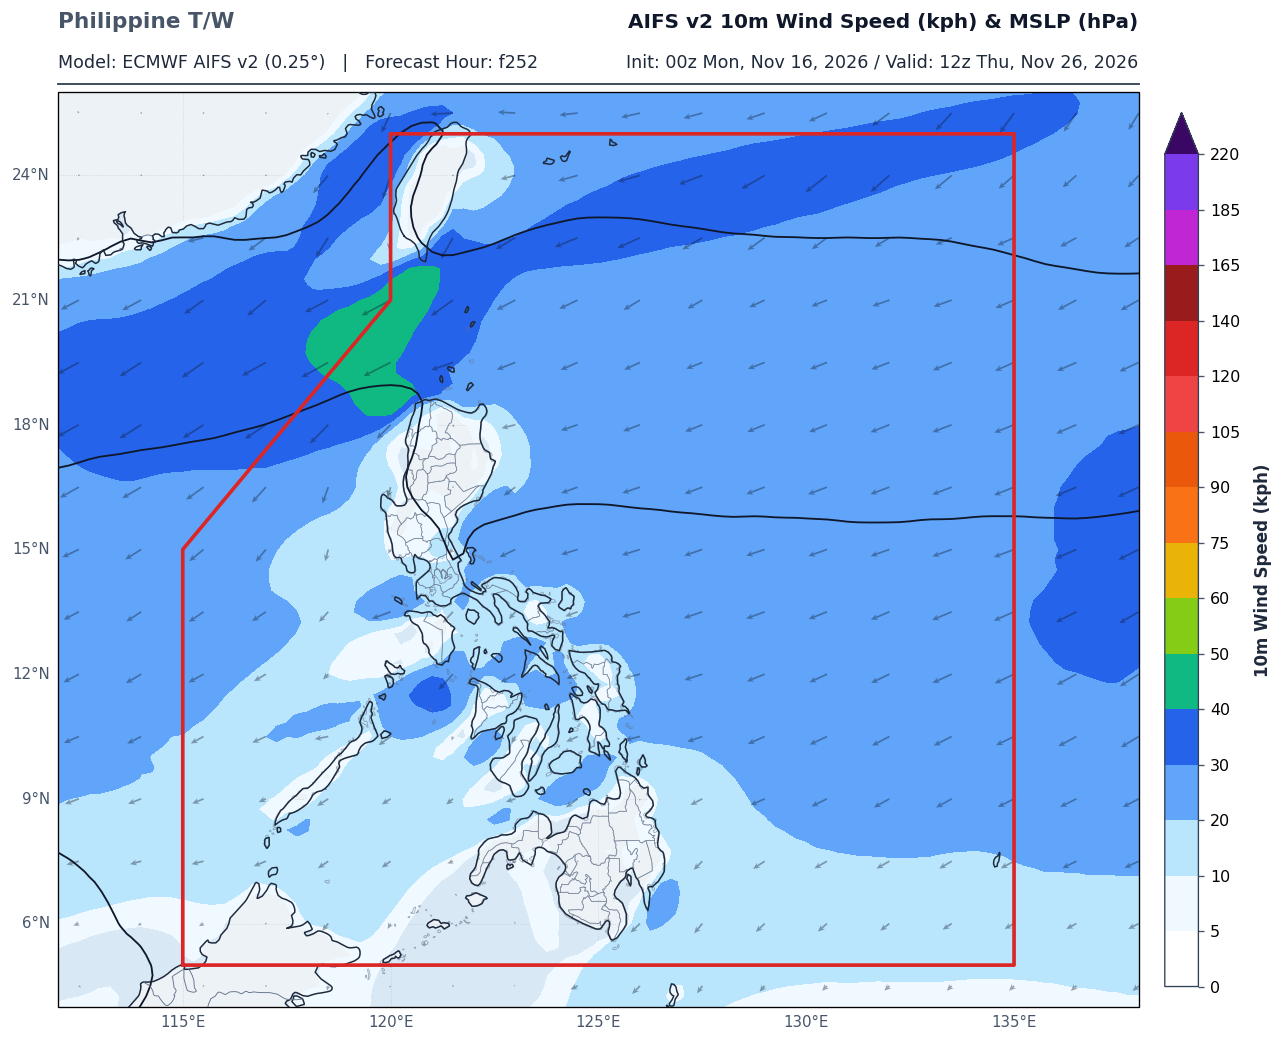 Philippine T/W
AIFS v2 10m Wind Speed (kph) & MSLP (hPa)
Model: ECMWF AIFS v2 (0.25°) | Forecast Hour: f252
Init: 00z Mon, Nov 16, 2026 / Valid: 12z Thu, Nov 26, 2026
24°N
21°N
18°N
15°N
12°N
9°N
6°N
115°E
120°E
125°E
130°E
135°E
220
185
165
140
120
105
90
75
60
50
40
30
20
10
5
0
10m Wind Speed (kph)